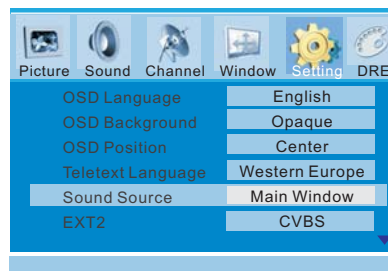 Picture Sound Channel Window Setting DRE
OSD Language English
OSD Background Opaque
OSD Position Center
Teletext Language Western Europe
Sound Source Main Window
EXT2 CVBS